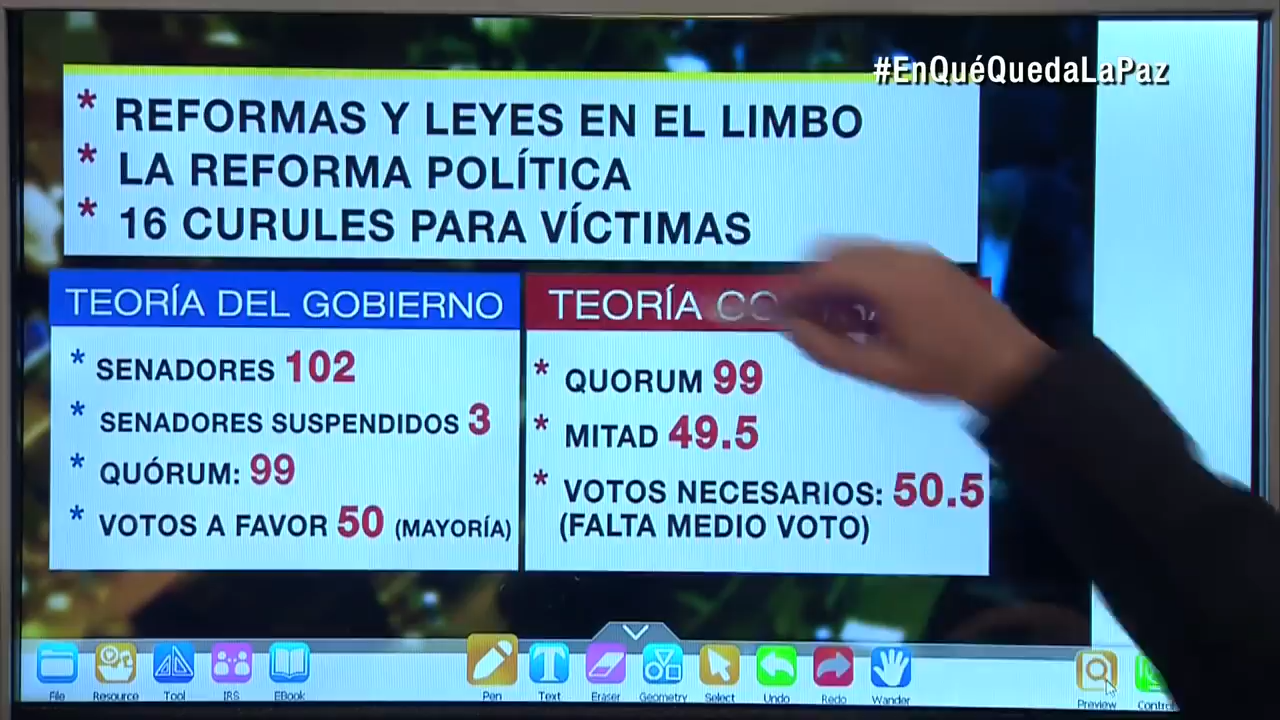 #EnQuéQuedaLaPaz
* REFORMAS Y LEYES EN EL LIMBO
* LA REFORMA POLÍTICA
* 16 CURULES PARA VÍCTIMAS
TEORÍA DEL GOBIERNO
* SENADORES 102
* SENADORES SUSPENDIDOS 3
* QUÓRUM: 99
* VOTOS A FAVOR 50 (MAYORÍA)
TEORÍA
* QUORUM 99
* MITAD 49.5
* VOTOS NECESARIOS: 50.5
(FALTA MEDIO VOTO)
File Resource Tool IRS EBook Pen Text Eraser Geometry Select Undo Redo Wander Preview